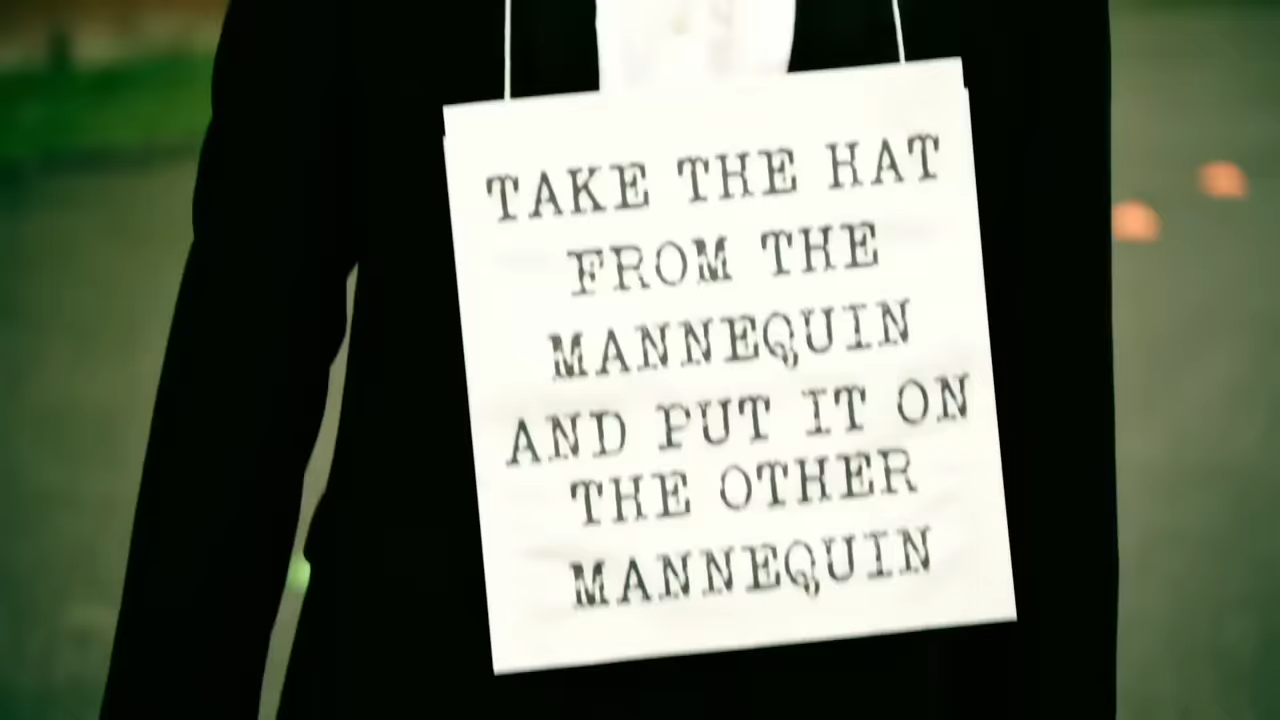 TAKE THE HAT
FROM THE
MANNEQUIN
AND PUT IT ON
THE OTHER
MANNEQUIN